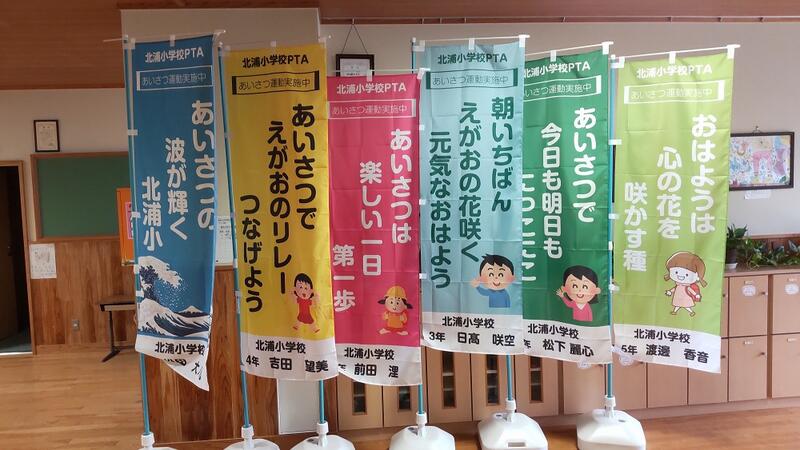 北浦小学校PTA
あいさつ運動実施中
あいさつの
波が輝く
北浦小
北浦小学校
北浦小学校PTA
あいさつ運動実施中
あいさつで
えがおのリレー
つなげよう
北浦小学校
4年 吉田 望美
北浦小学校PTA
あいさつ運動実施中
あいさつは
楽しい一日
第一歩
北浦小学校
年 前田 浬
北浦小学校PTA
あいさつ運動実施中
朝いちばん
えがおの花咲く
元気なおはよう
北浦小学校
3年 日髙 咲空
北浦小学校PTA
あいさつ運動実施中
あいさつで
今日も明日も
にこにこ
北浦小学校
年 松下 麗心
北浦小学校PTA
あいさつ運動実施中
おはようは
心の花を
咲かす種
北浦小学校
5年 渡邊 香音